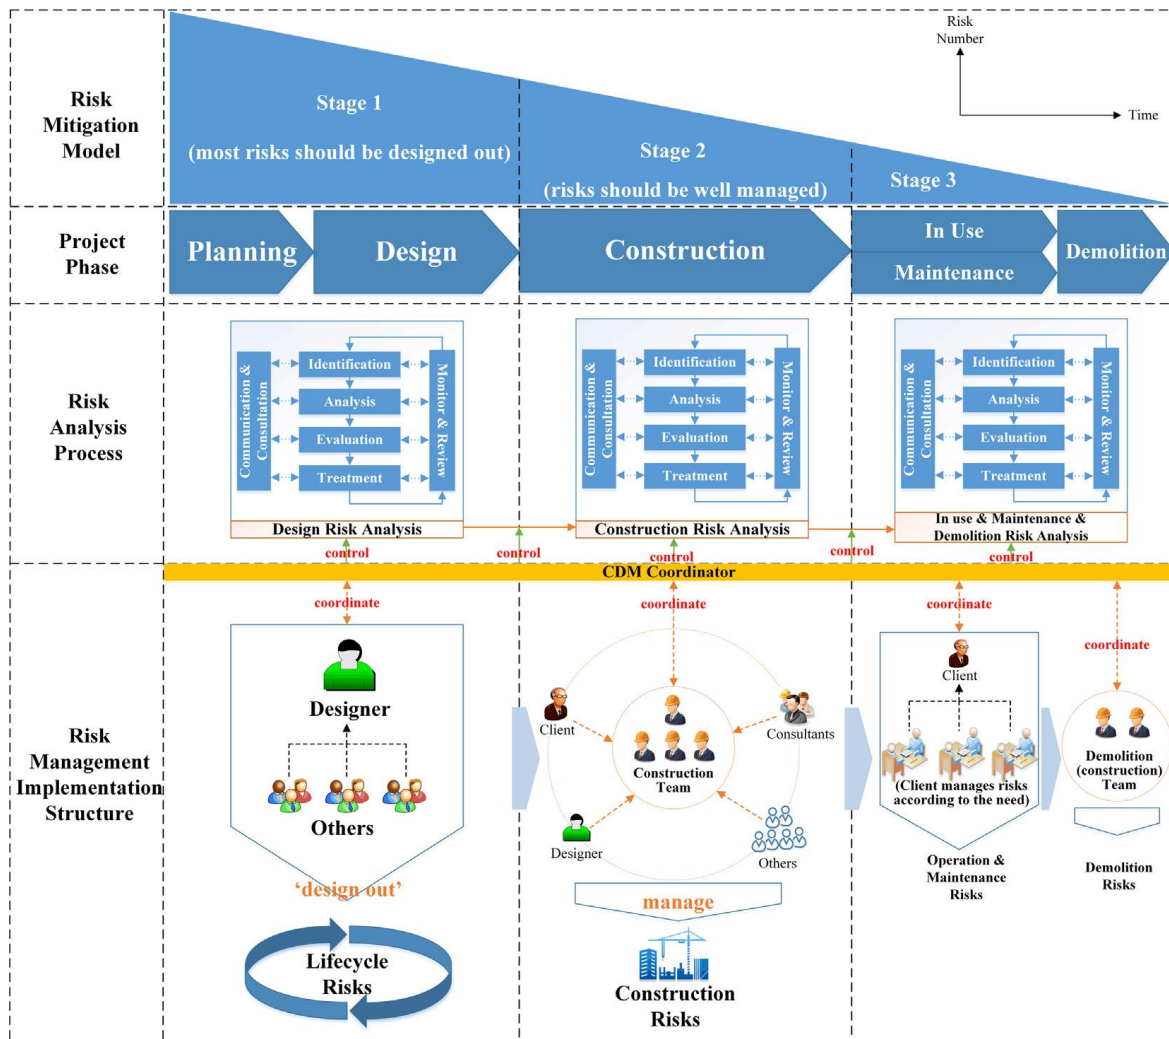 Risk
Mitigation
Model
Stage 1
(most risks should be designed out)
Stage 2
(risks should be well managed)
Stage 3
Risk
Number
Time
Project
Phase
Planning
Design
Construction
In Use
Maintenance
Demolition
Risk
Analysis
Process
Communication &
Consultation
Identification
Analysis
Evaluation
Treatment
Monitor & Review
Design Risk Analysis
Communication &
Consultation
Identification
Analysis
Evaluation
Treatment
Monitor & Review
Construction Risk Analysis
Communication &
Consultation
Identification
Analysis
Evaluation
Treatment
Monitor & Review
In use & Maintenance &
Demolition Risk Analysis
control
control
control
control
control
CDM Coordinator
Risk
Management
Implementation
Structure
coordinate
Designer
Others
‘design out’
Lifecycle
Risks
coordinate
Client
Consultants
Construction
Team
Designer
Others
manage
Construction
Risks
coordinate
Client
(Client manages risks
according to the need)
Operation &
Maintenance
Risks
coordinate
Demolition
(construction)
Team
Demolition
Risks